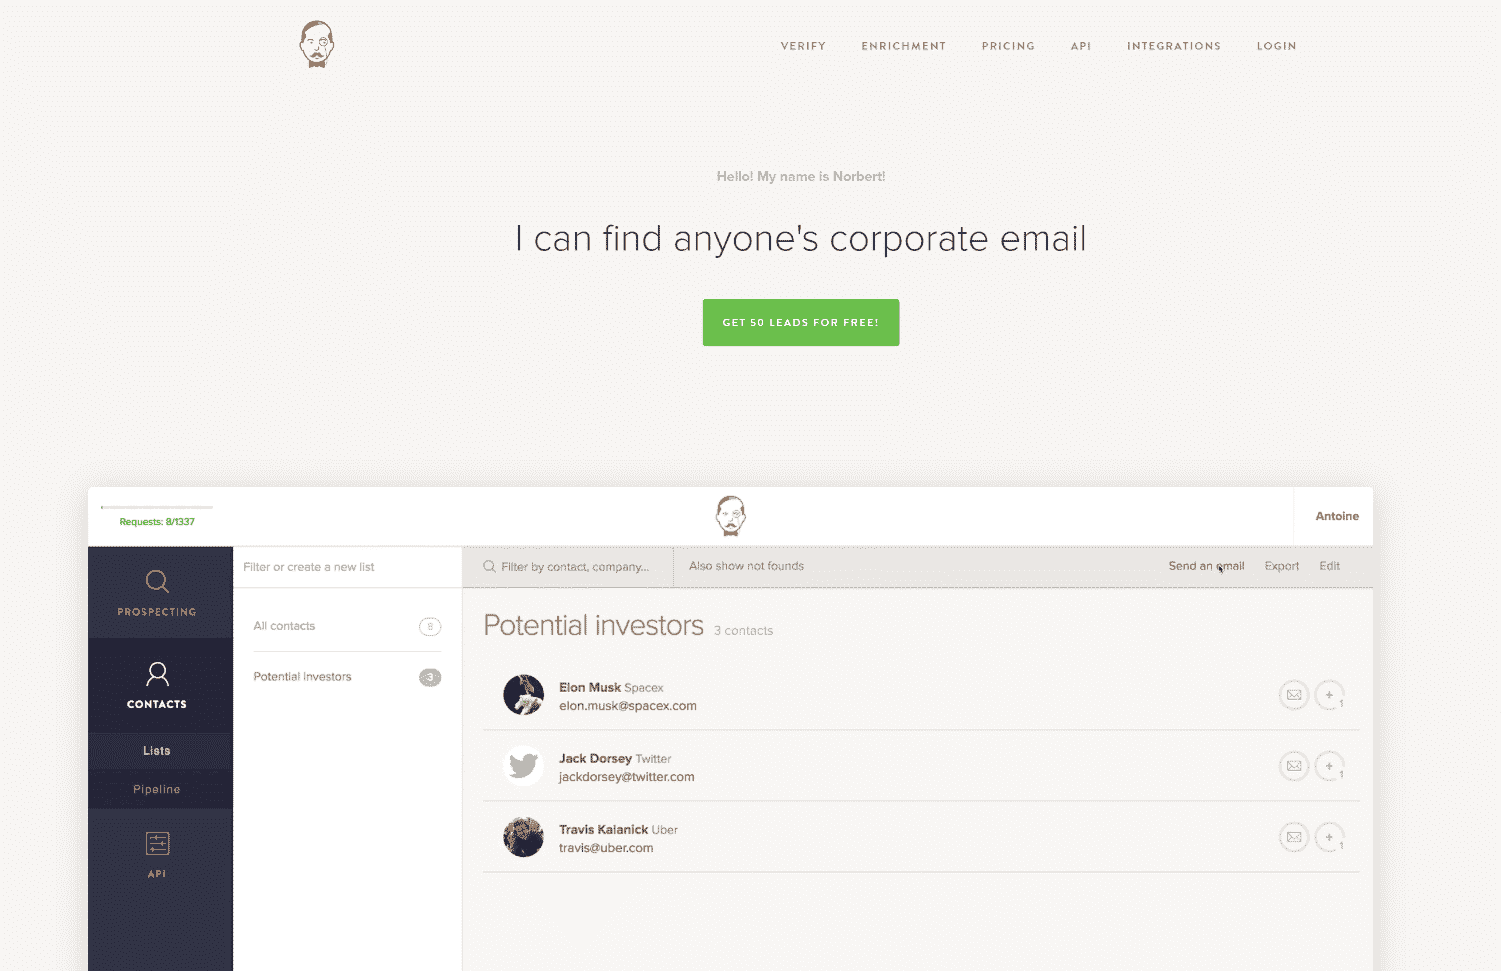 VERIFY ENRICHMENT PRICING API INTEGRATIONS LOGIN
Hello! My name is Norbert!
I can find anyone's corporate email
GET 50 LEADS FOR FREE!
Requests: 8/1337
Antoine
Filter or create a new list
Filter by contact, company...
Also show not founds
Send an email
Export
Edit
PROSPECTING
CONTACTS
Lists
Pipeline
API
All contacts 8
Potential investors 3
Potential investors 3 contacts
Elon Musk Spacex
elon.musk@spacex.com
1
Jack Dorsey Twitter
jackdorsey@twitter.com
1
Travis Kalanick Uber
travis@uber.com
1